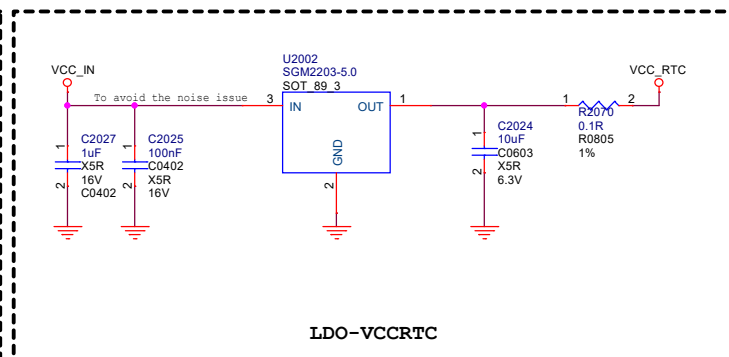 U2002
SGM2203-5.0
SOT_89_3
VCC_IN
VCC_RTC
To avoid the noise issue
3
IN
OUT
1
1
2
GND
2
R2070
0.1R
R0805
1%
1
2
C2027
1uF
X5R
16V
C0402
1
2
C2025
100nF
C0402
X5R
16V
1
2
C2024
10uF
C0603
X5R
6.3V
LDO-VCCRTC